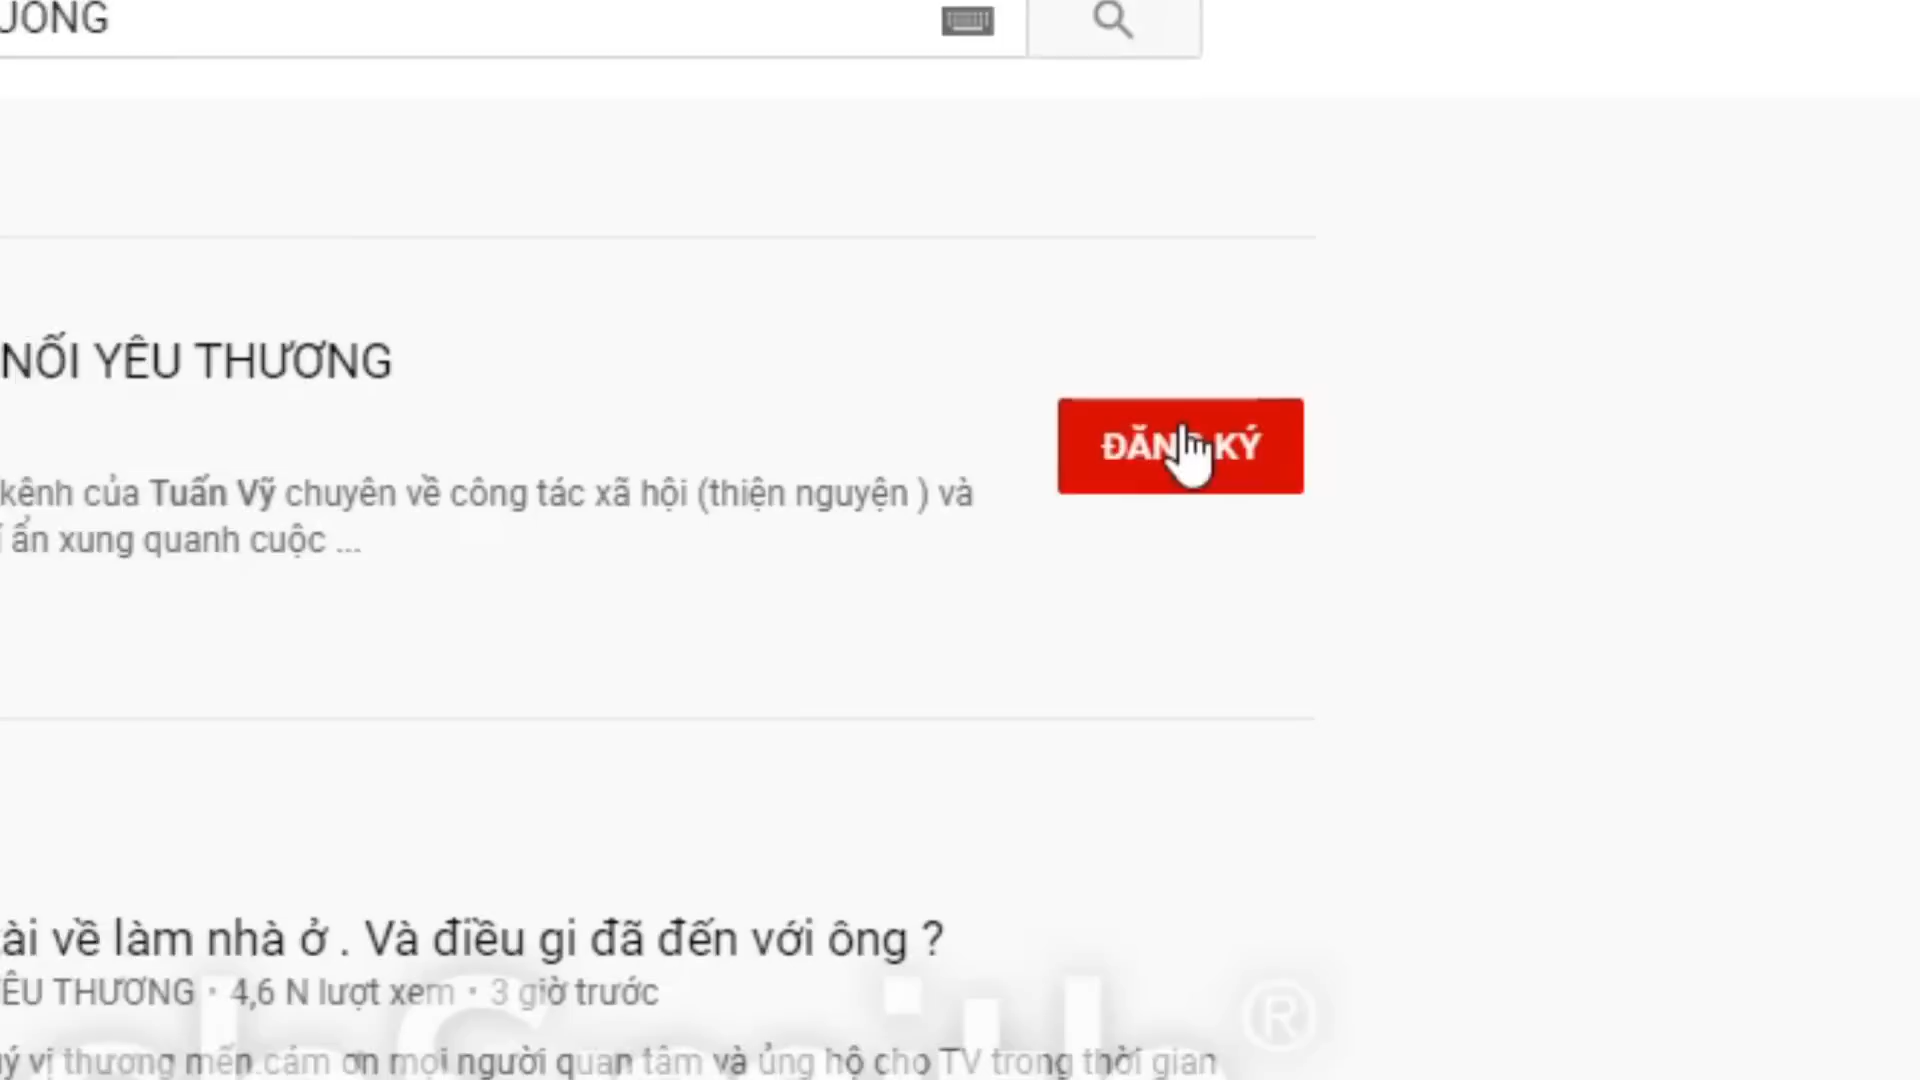 NỐI YÊU THƯƠNG
ĐĂNG KÝ
kênh của Tuấn Vỹ chuyên về công tác xã hội (thiện nguyện ) và
ẩn xung quanh cuộc ...
ài về làm nhà ở . Và điều gi đã đến với ông ?
ÊU THƯƠNG · 4,6 N lượt xem · 3 giờ trước
vị thương mến.cám ơn mọi người quan tâm và ủng hộ cho TV trong thời gian